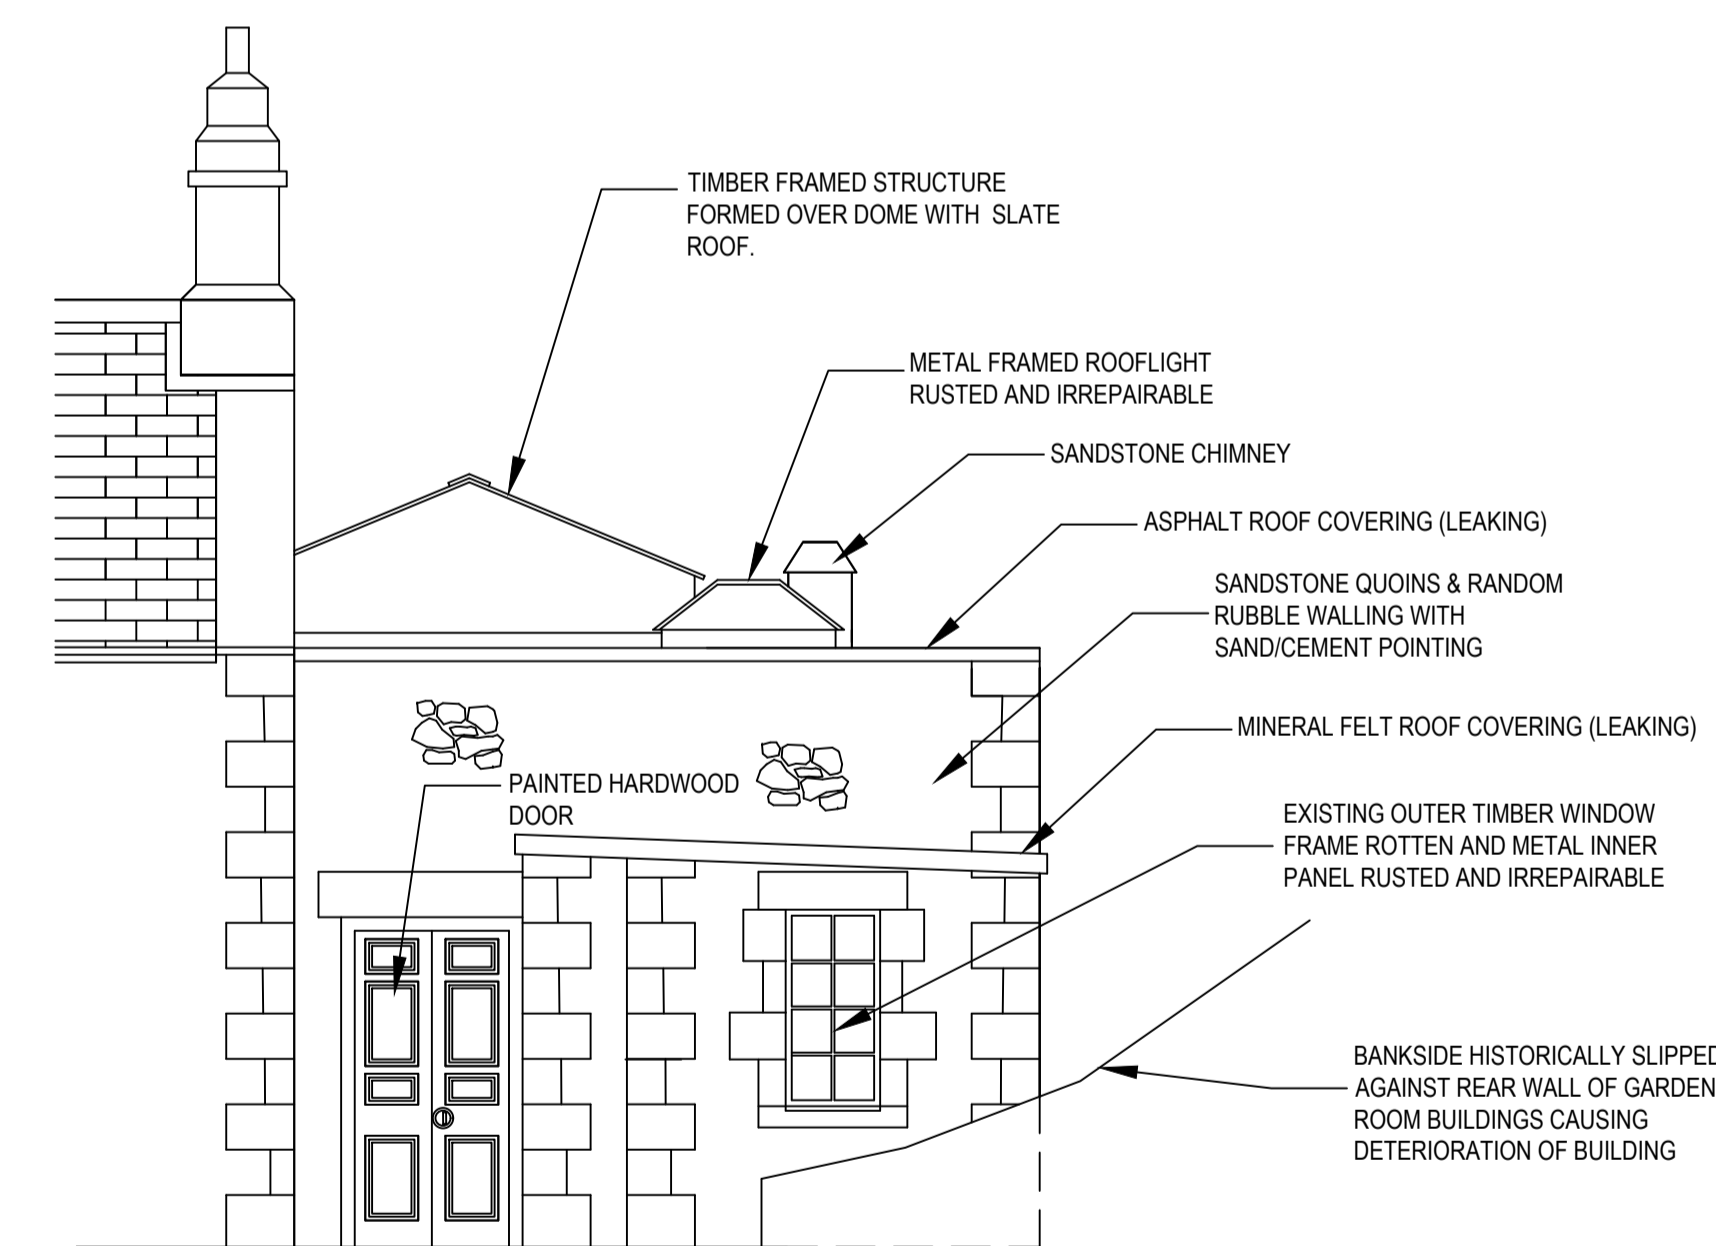 TIMBER FRAMED STRUCTURE
FORMED OVER DOME WITH SLATE
ROOF.
METAL FRAMED ROOFLIGHT
RUSTED AND IRREPAIRABLE
SANDSTONE CHIMNEY
ASPHALT ROOF COVERING (LEAKING)
SANDSTONE QUOINS & RANDOM
RUBBLE WALLING WITH
SAND/CEMENT POINTING
MINERAL FELT ROOF COVERING (LEAKING)
PAINTED HARDWOOD
DOOR
EXISTING OUTER TIMBER WINDOW
FRAME ROTTEN AND METAL INNER
PANEL RUSTED AND IRREPAIRABLE
BANKSIDE HISTORICALLY SLIPPED
AGAINST REAR WALL OF GARDEN
ROOM BUILDINGS CAUSING
DETERIORATION OF BUILDING